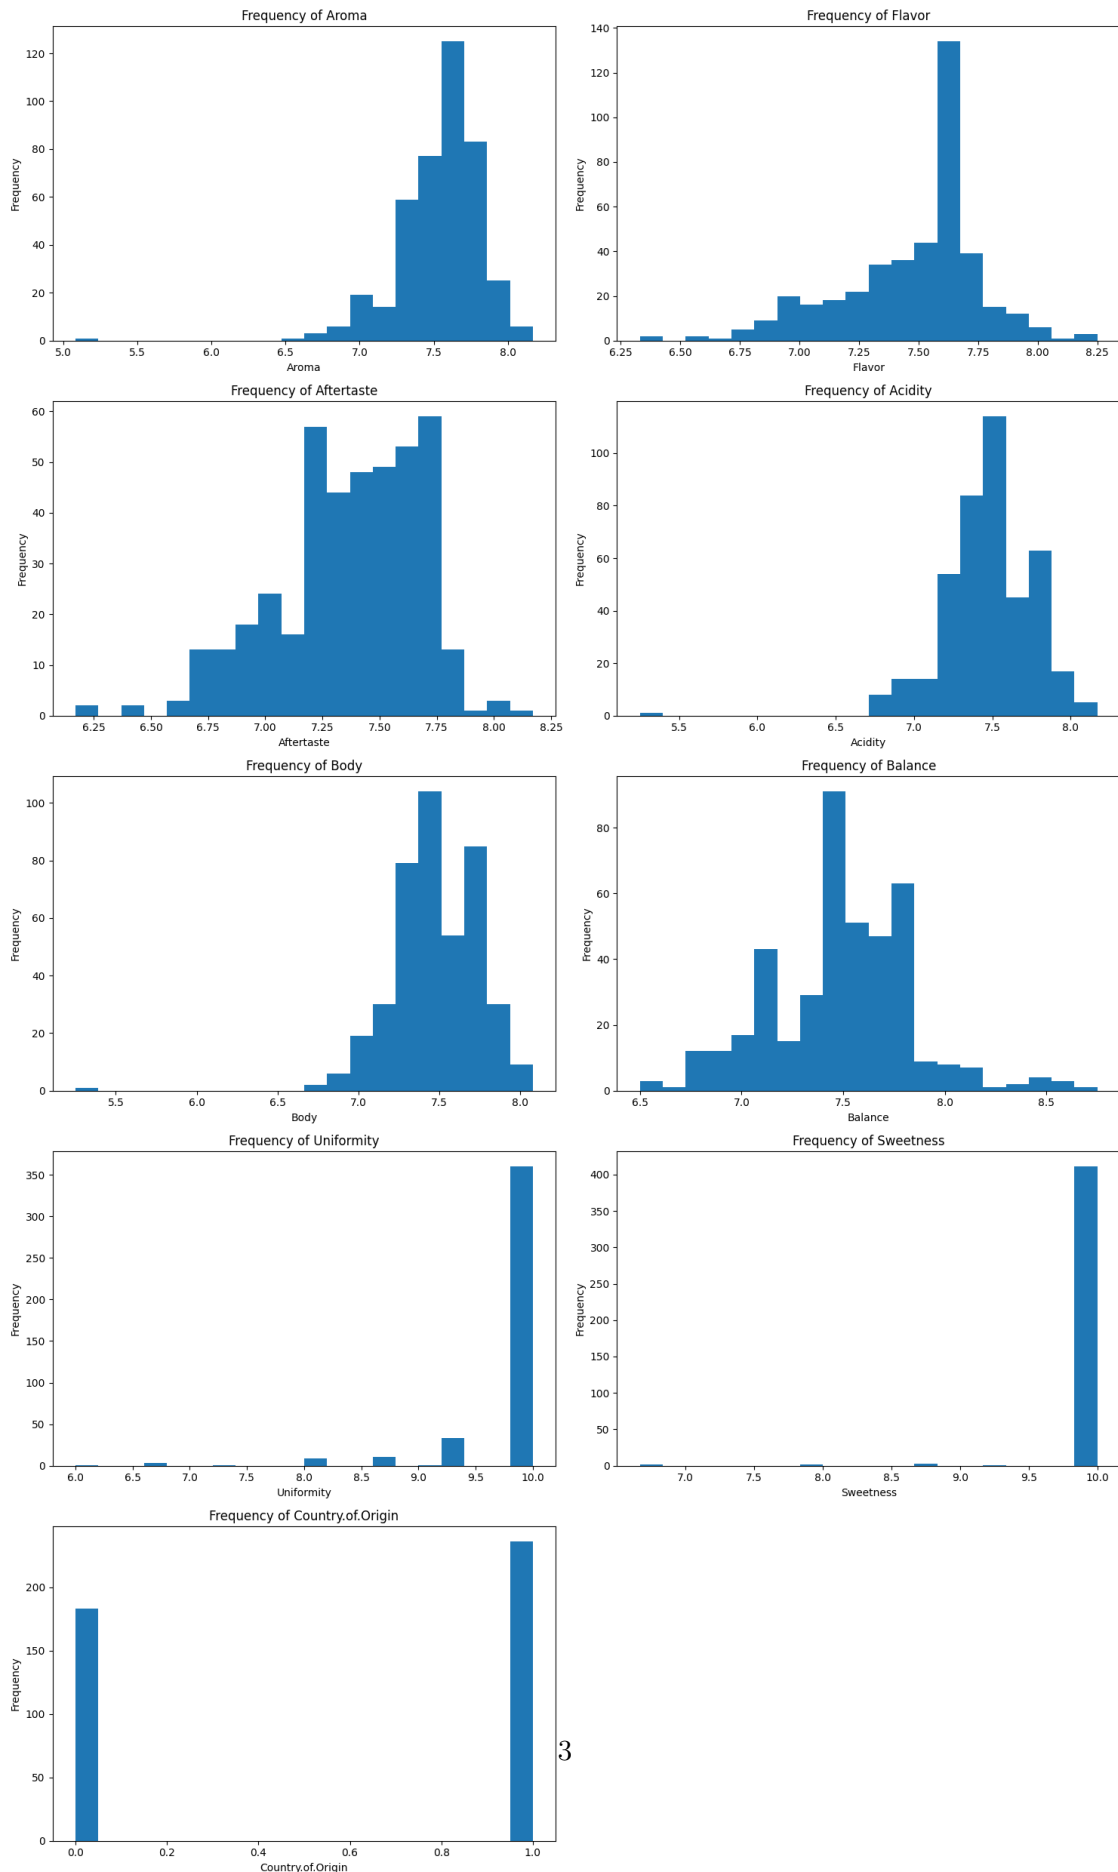 Frequency of Aroma
Frequency
120
100
80
60
40
20
0
5.0 5.5 6.0 6.5 7.0 7.5 8.0
Aroma
Frequency of Flavor
Frequency
140
120
100
80
60
40
20
0
6.25 6.50 6.75 7.00 7.25 7.50 7.75 8.00 8.25
Flavor
Frequency of Aftertaste
Frequency
60
50
40
30
20
10
0
6.25 6.50 6.75 7.00 7.25 7.50 7.75 8.00 8.25
Aftertaste
Frequency of Acidity
Frequency
100
80
60
40
20
0
5.5 6.0 6.5 7.0 7.5 8.0
Acidity
Frequency of Body
Frequency
100
80
60
40
20
0
5.5 6.0 6.5 7.0 7.5 8.0
Body
Frequency of Balance
Frequency
80
60
40
20
0
6.5 7.0 7.5 8.0 8.5
Balance
Frequency of Uniformity
Frequency
350
300
250
200
150
100
50
0
6.0 6.5 7.0 7.5 8.0 8.5 9.0 9.5 10.0
Uniformity
Frequency of Sweetness
Frequency
400
350
300
250
200
150
100
50
0
7.0 7.5 8.0 8.5 9.0 9.5 10.0
Sweetness
Frequency of Country.of.Origin
Frequency
200
150
100
50
0
0.0 0.2 0.4 0.6 0.8 1.0
Country.of.Origin
3